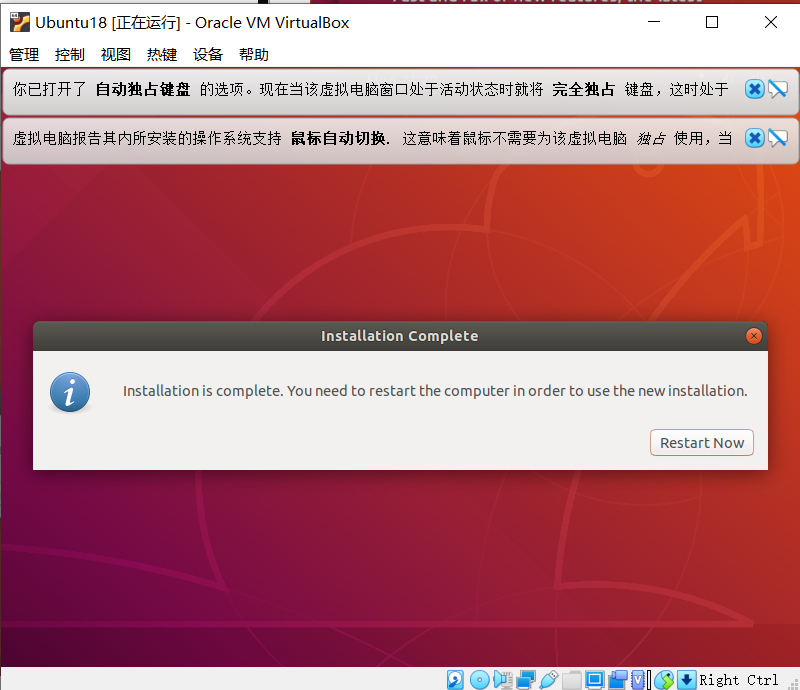 Ubuntu18 [正在运行] - Oracle VM VirtualBox
管理 控制 视图 热键 设备 帮助
你已打开了 自动独占键盘 的选项。现在当该虚拟电脑窗口处于活动状态时就将 完全独占 键盘，这时处于
虚拟电脑报告其内所安装的操作系统支持 鼠标自动切换. 这意味着鼠标不需要为该虚拟电脑 独占 使用，当
Installation Complete
Installation is complete. You need to restart the computer in order to use the new installation.
Restart Now
Right Ctrl